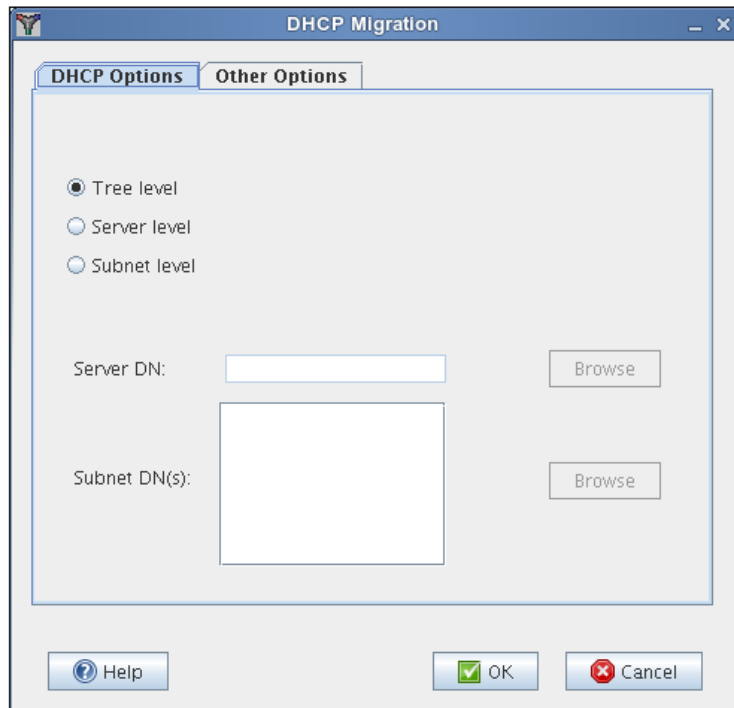 DHCP Migration
DHCP Options Other Options
Tree level
Server level
Subnet level
Server DN: Browse
Subnet DN(s): Browse
Help OK Cancel